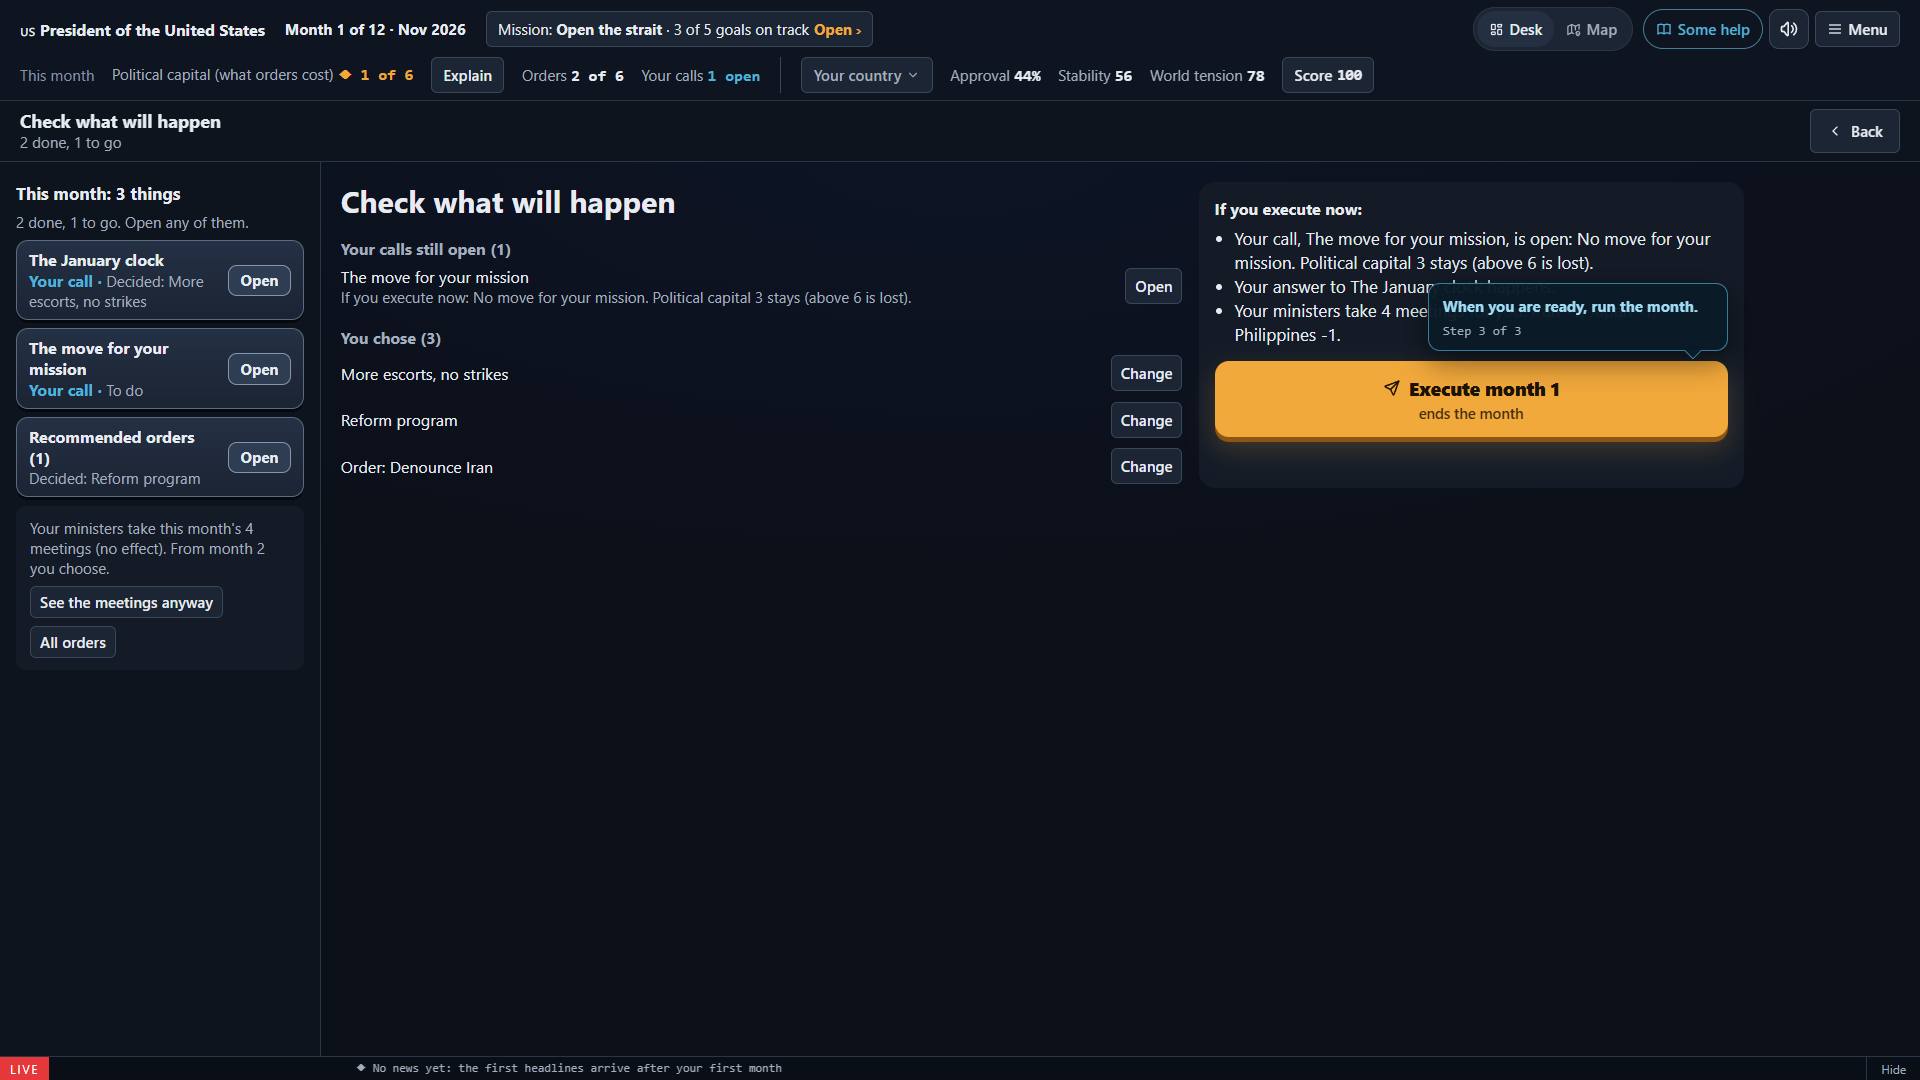 US President of the United States
Month 1 of 12 · Nov 2026
Mission: Open the strait · 3 of 5 goals on track Open ›
Desk
Map
Some help
Menu
This month
Political capital (what orders cost) ◆ 1 of 6
Explain
Orders 2 of 6
Your calls 1 open
Your country
Approval 44%
Stability 56
World tension 78
Score 100
Check what will happen
2 done, 1 to go
Back
This month: 3 things
2 done, 1 to go. Open any of them.
The January clock
Your call · Decided: More
escorts, no strikes
Open
The move for your
mission
Your call · To do
Open
Recommended orders
(1)
Decided: Reform program
Open
Your ministers take this month's 4
meetings (no effect). From month 2
you choose.
See the meetings anyway
All orders
Check what will happen
Your calls still open (1)
The move for your mission
If you execute now: No move for your mission. Political capital 3 stays (above 6 is lost).
Open
You chose (3)
More escorts, no strikes
Change
Reform program
Change
Order: Denounce Iran
Change
If you execute now:
• Your call, The move for your mission, is open: No move for your
mission. Political capital 3 stays (above 6 is lost).
• Your answer to The January clock happens.
• Your ministers take 4
Philippines -1.
When you are ready, run the month.
Step 3 of 3
Execute month 1
ends the month
LIVE
◆ No news yet: the first headlines arrive after your first month
Hide